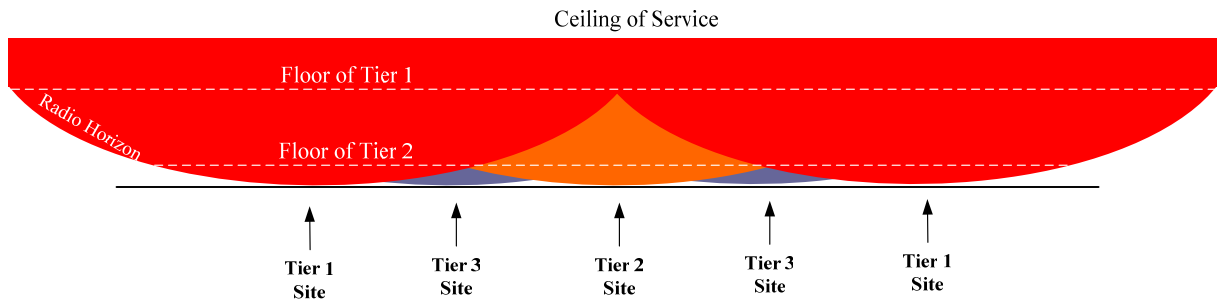 Ceiling of Service
Floor of Tier 1
Radio Horizon
Floor of Tier 2
Tier 1
Site
Tier 3
Site
Tier 2
Site
Tier 3
Site
Tier 1
Site